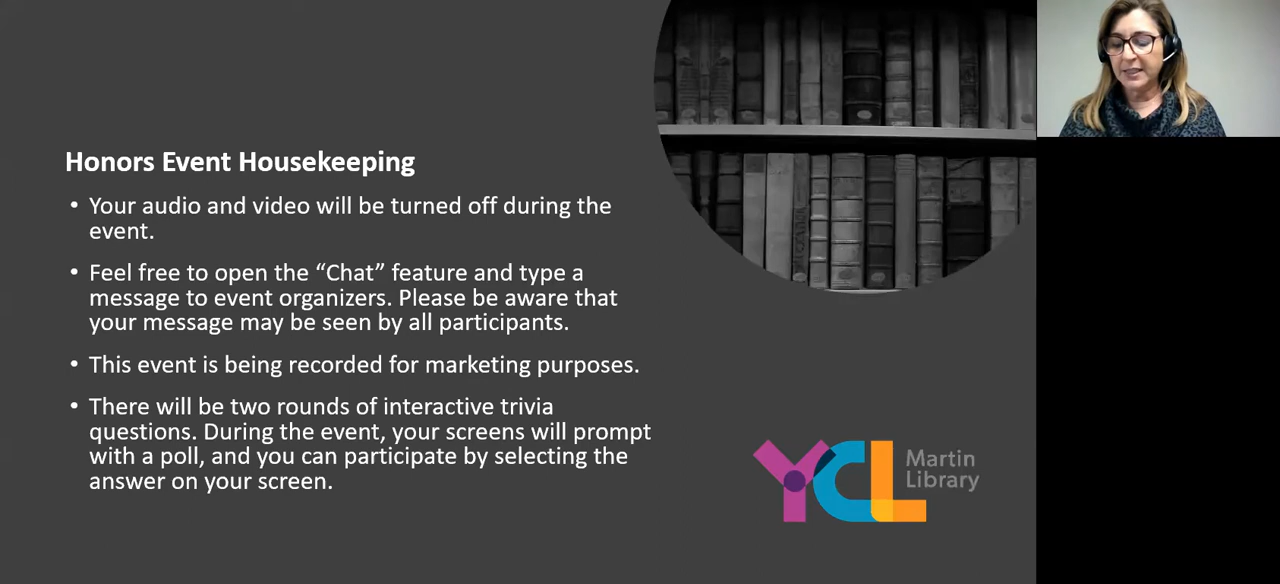 Honors Event Housekeeping
• Your audio and video will be turned off during the
event.
• Feel free to open the “Chat” feature and type a
message to event organizers. Please be aware that
your message may be seen by all participants.
• This event is being recorded for marketing purposes.
• There will be two rounds of interactive trivia
questions. During the event, your screens will prompt
with a poll, and you can participate by selecting the
answer on your screen.
YCL
Martin
Library